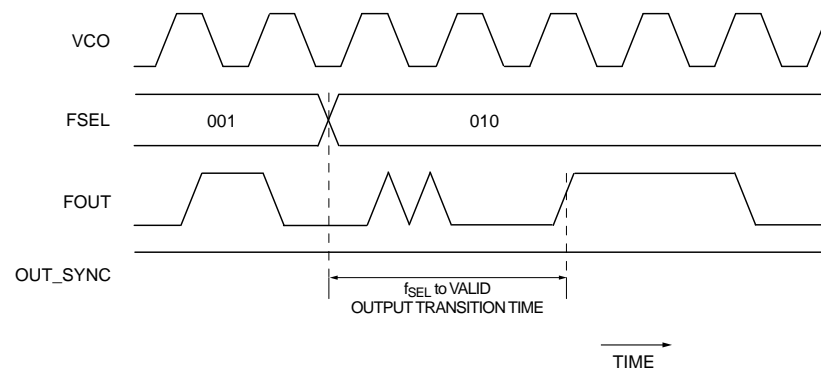 VCO
FSEL
001
010
FOUT
OUT_SYNC
fSEL to VALID
OUTPUT TRANSITION TIME
TIME